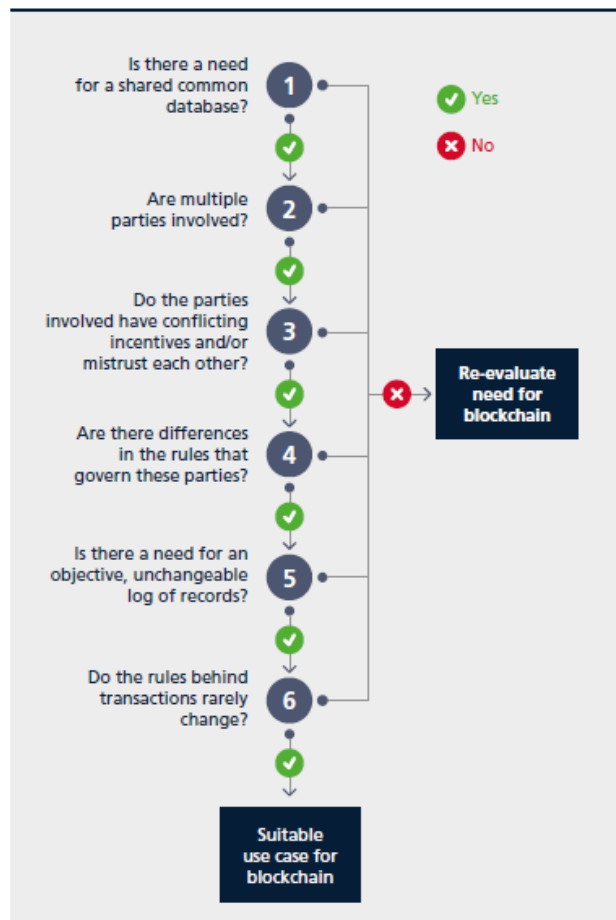 Is there a need
for a shared common
database?
1
Yes
No
Are multiple
parties involved?
2
Do the parties
involved have conflicting
incentives and/or
mistrust each other?
3
Re-evaluate
need for
blockchain
Are there differences
in the rules that
govern these parties?
4
Is there a need for an
objective, unchangeable
log of records?
5
Do the rules behind
transactions rarely
change?
6
Suitable
use case for
blockchain